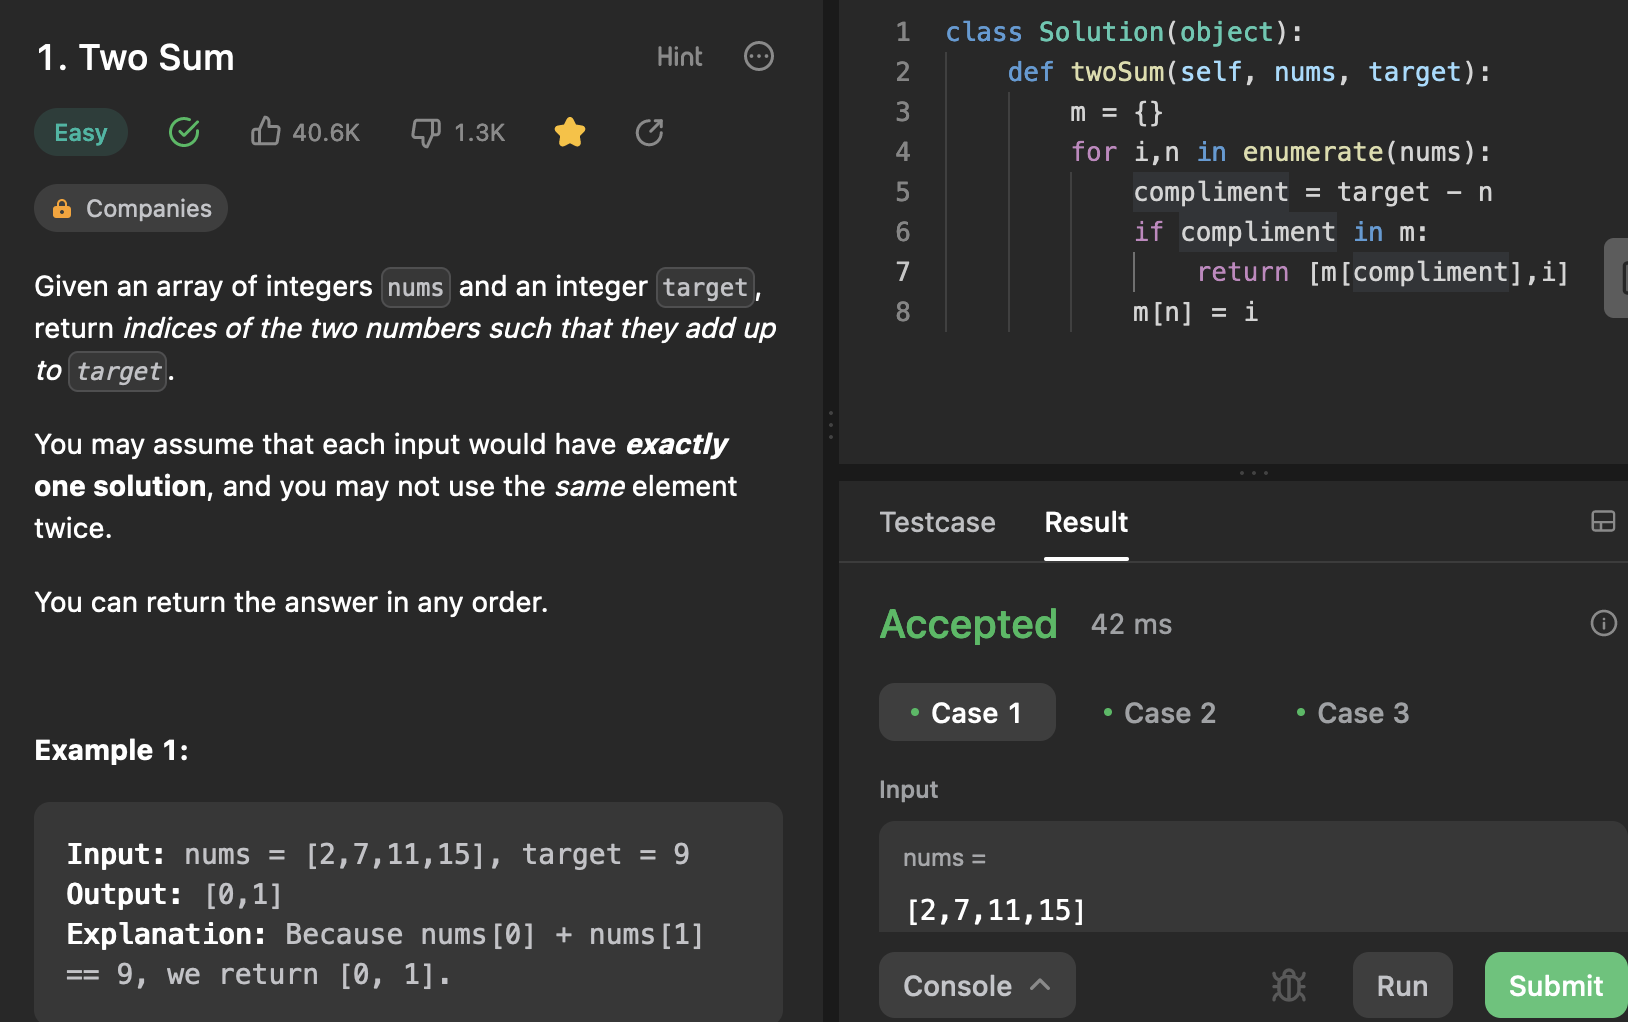 1. Two Sum
Hint
Easy
40.6K
1.3K
Companies
Given an array of integers nums and an integer target,
return indices of the two numbers such that they add up
to target.
You may assume that each input would have exactly
one solution, and you may not use the same element
twice.
You can return the answer in any order.
Example 1:
Input: nums = [2,7,11,15], target = 9
Output: [0,1]
Explanation: Because nums[0] + nums[1]
== 9, we return [0, 1].
1 class Solution(object):
2     def twoSum(self, nums, target):
3         m = {}
4         for i,n in enumerate(nums):
5             compliment = target - n
6             if compliment in m:
7                 return [m[compliment],i]
8             m[n] = i
Testcase
Result
Accepted 42 ms
Case 1
Case 2
Case 3
Input
nums =
[2,7,11,15]
Console
Run
Submit